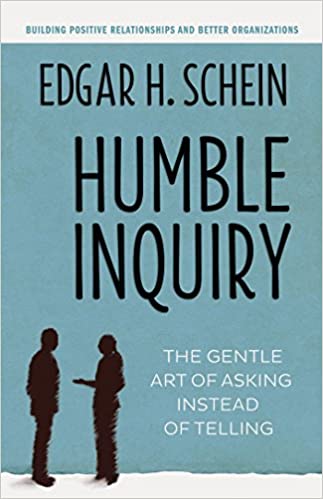 BUILDING POSITIVE RELATIONSHIPS AND BETTER ORGANIZATIONS
EDGAR H. SCHEIN
HUMBLE
INQUIRY
THE GENTLE
ART OF ASKING
INSTEAD
OF TELLING